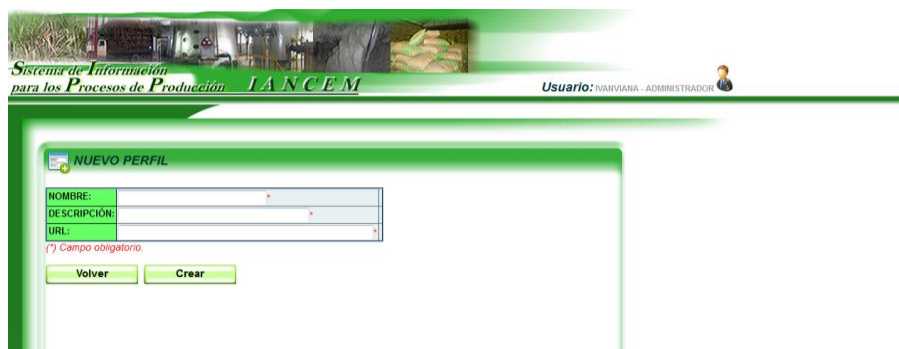 Sistema de Información
para los Procesos de Producción IANCEM
Usuario: IVANVIANA - ADMINISTRADOR
NUEVO PERFIL
NOMBRE: *
DESCRIPCIÓN: *
URL: *
(*) Campo obligatorio.
Volver Crear